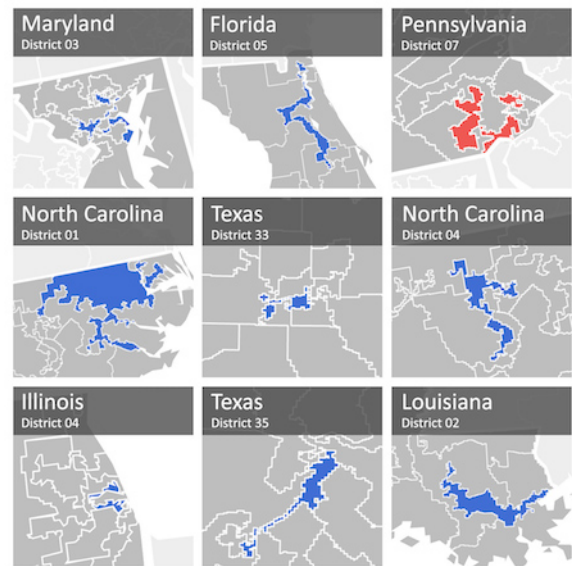 Maryland
District 03
Florida
District 05
Pennsylvania
District 07
North Carolina
District 01
Texas
District 33
North Carolina
District 04
Illinois
District 04
Texas
District 35
Louisiana
District 02